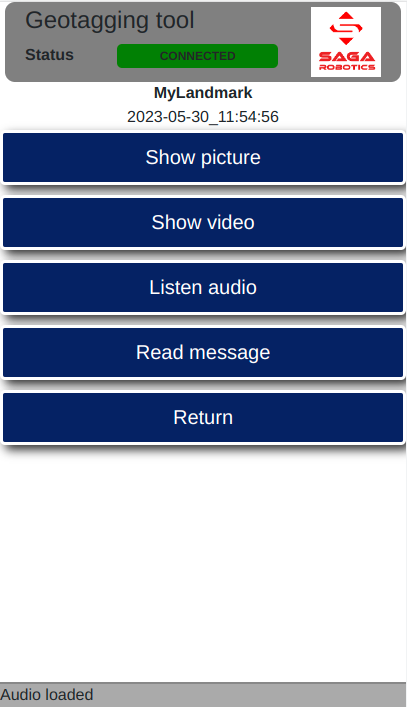 Geotagging tool
Status
CONNECTED
SAGA
ROBOTICS
MyLandmark
2023-05-30_11:54:56
Show picture
Show video
Listen audio
Read message
Return
Audio loaded